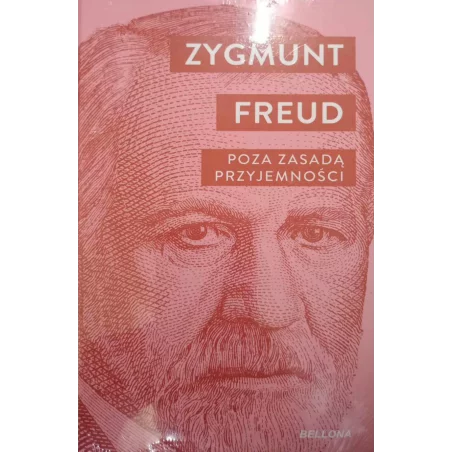 ZYGMUNT
FREUD
POZA ZASADĄ
PRZYJEMNOŚCI
BELLONA